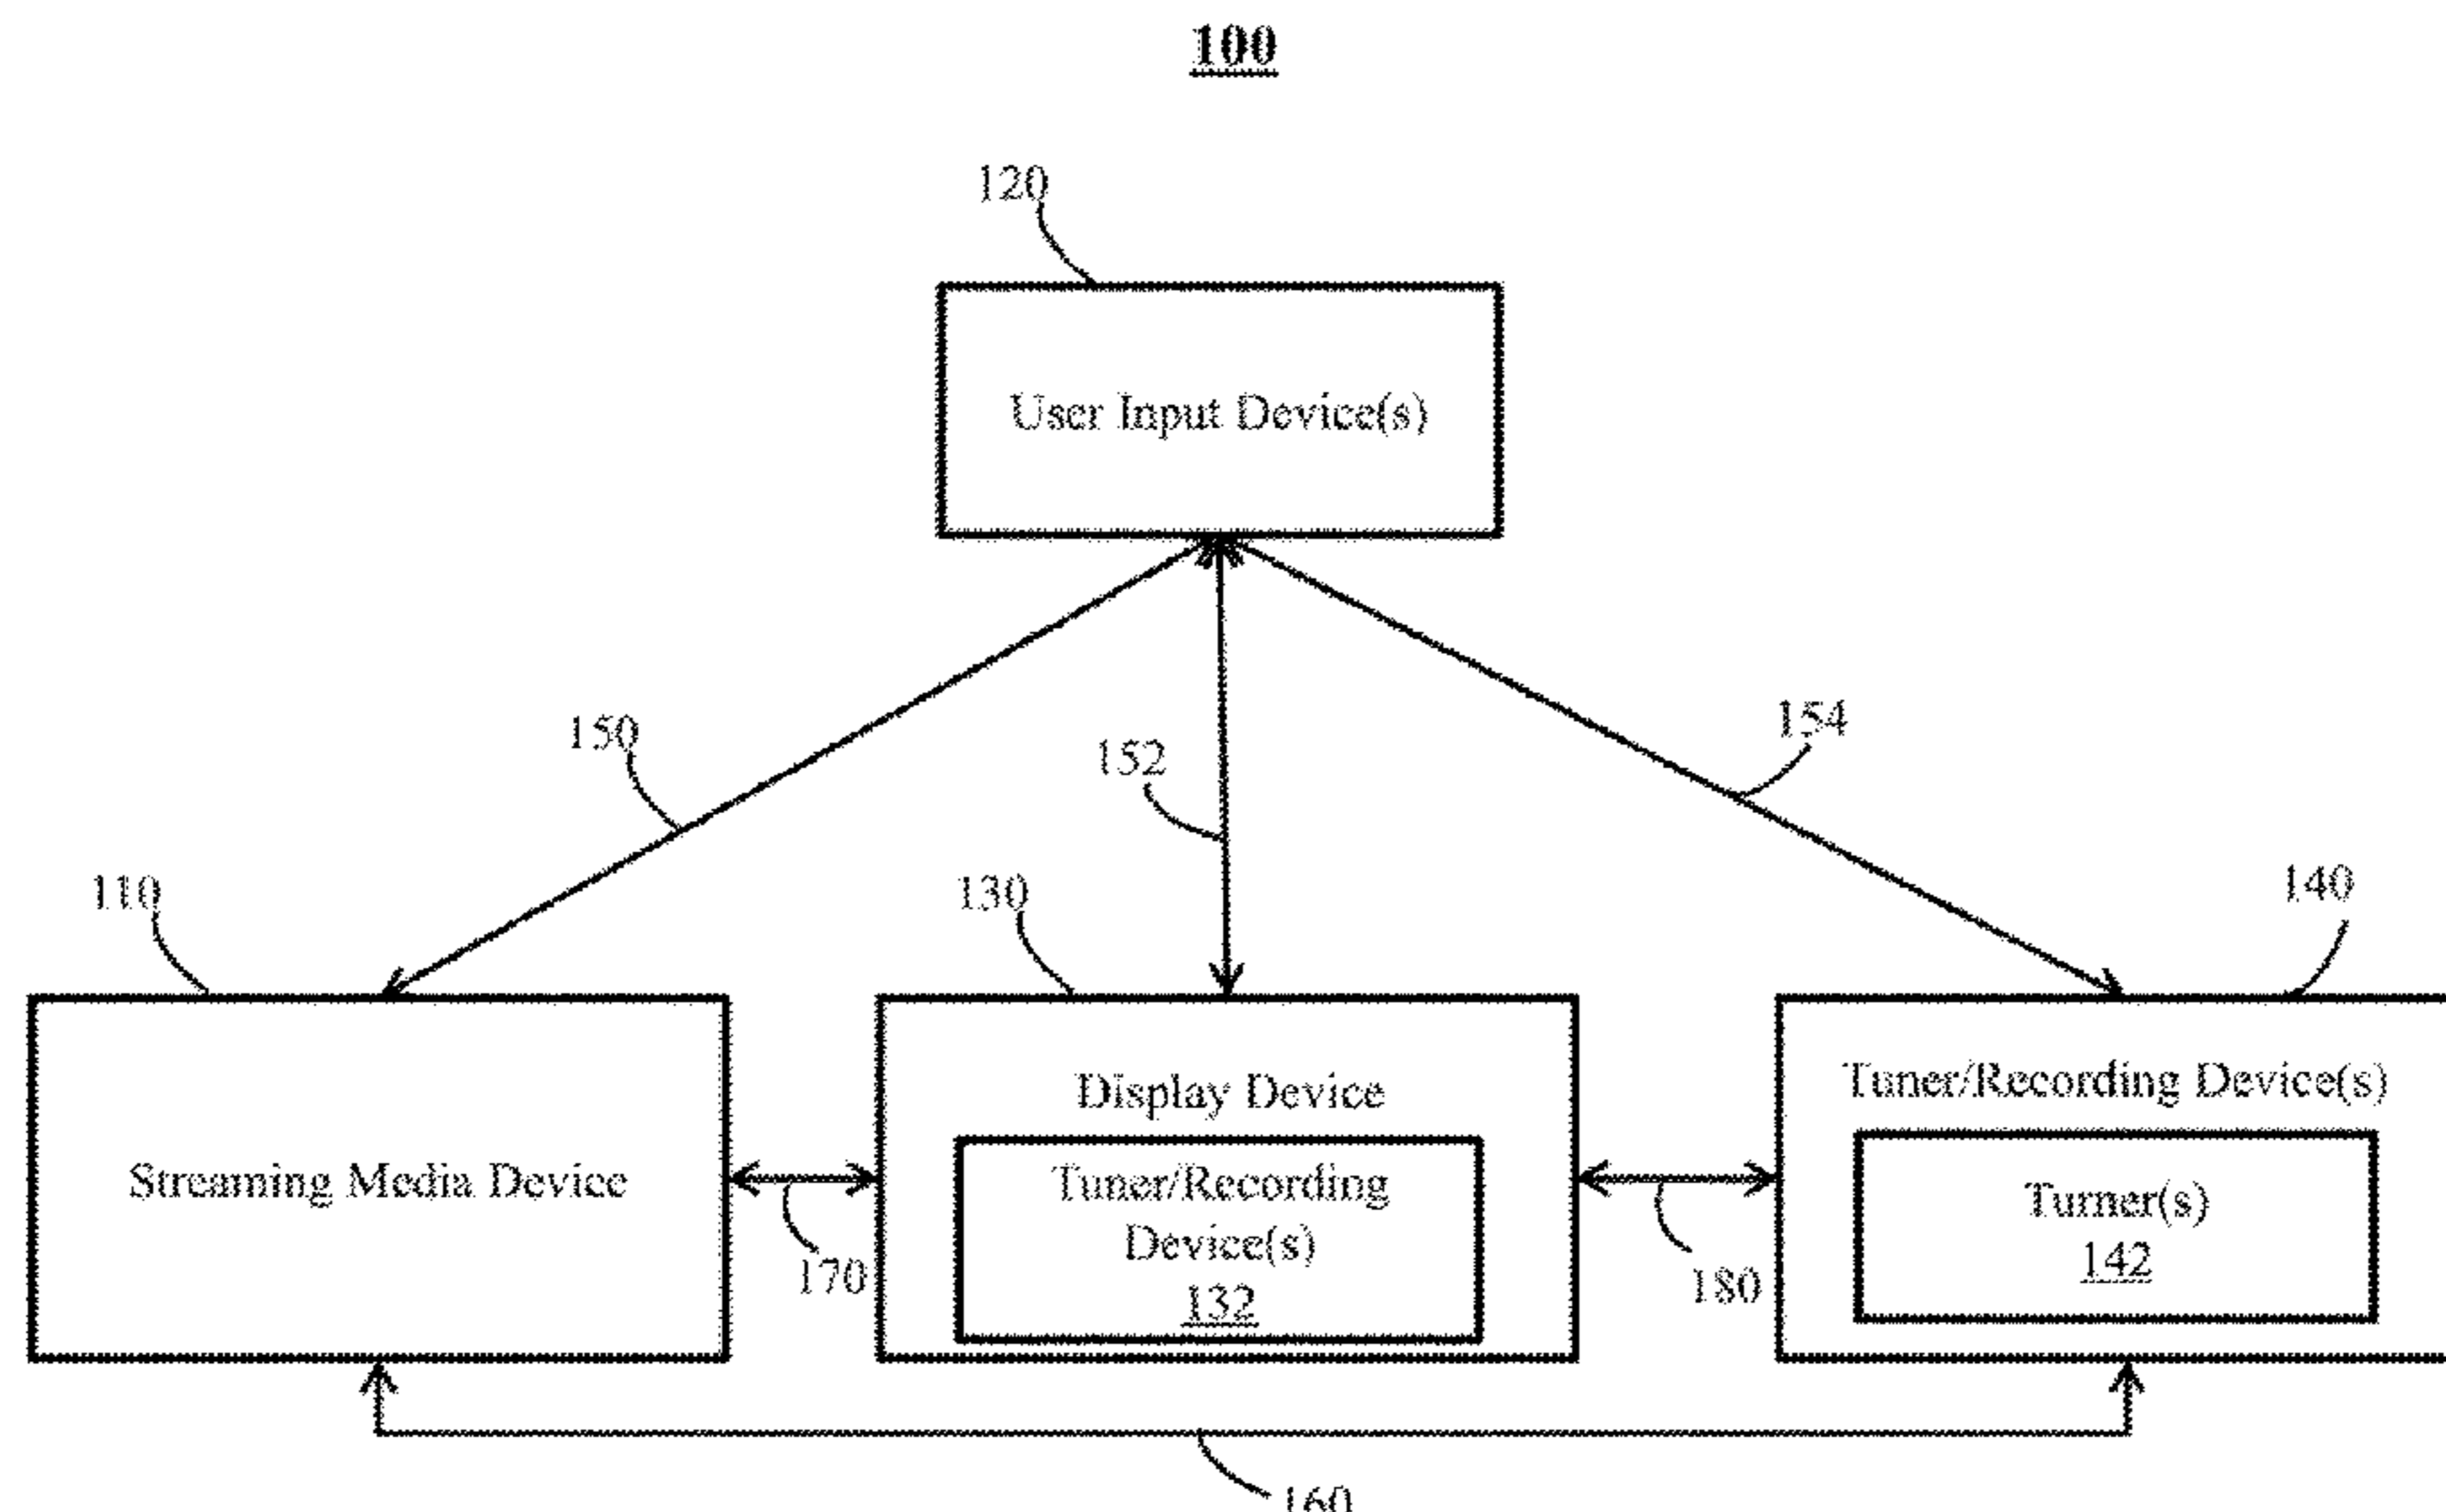 100
120
User Input Device(s)
150
152
154
110
130
140
Display Device
Tuner/Recording Device(s)
Streaming Media Device
Tuner/Recording
Device(s)
132
Turner(s)
142
170
180
160